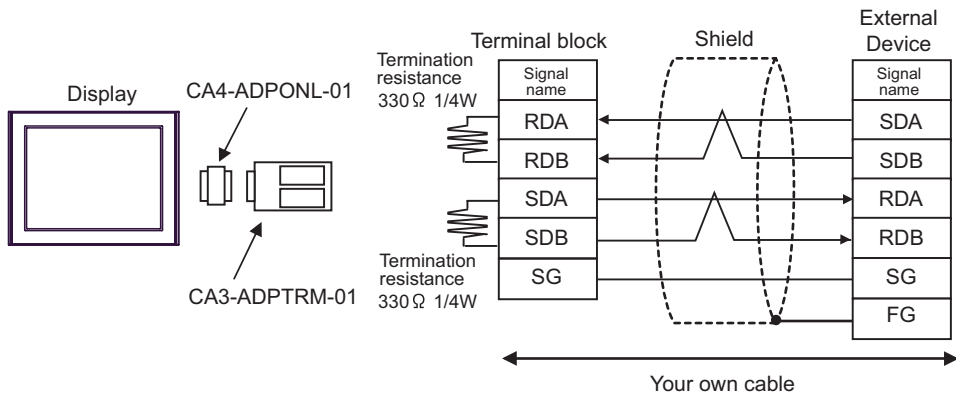 Display
CA4-ADPONL-01
CA3-ADPTRM-01
Termination
resistance
330Ω 1/4W
Termination
resistance
330Ω 1/4W
Terminal block
Signal
name
RDA
RDB
SDA
SDB
SG
Shield
External
Device
Signal
name
SDA
SDB
RDA
RDB
SG
FG
Your own cable